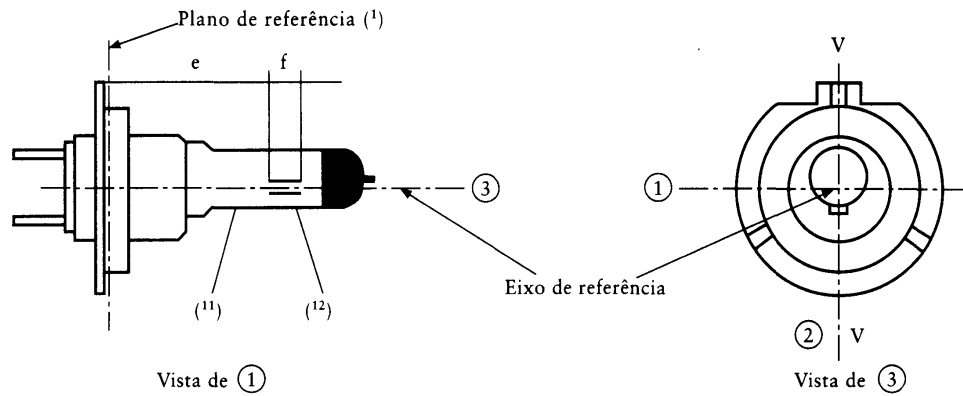 Plano de referência (¹)
e
f
③
(¹¹)
(¹²)
Vista de ①
V
①
Eixo de referência
② V
Vista de ③